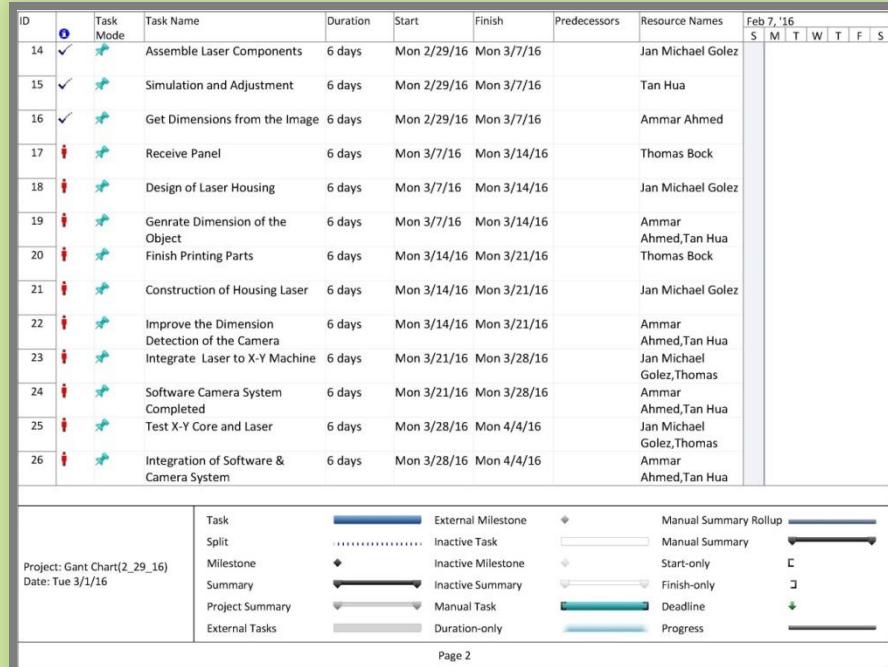 ID Task Mode Task Name Duration Start Finish Predecessors Resource Names Feb 7, '16
S M T W T F S
14 Assemble Laser Components 6 days Mon 2/29/16 Mon 3/7/16 Jan Michael Golez
15 Simulation and Adjustment 6 days Mon 2/29/16 Mon 3/7/16 Tan Hua
16 Get Dimensions from the Image 6 days Mon 2/29/16 Mon 3/7/16 Ammar Ahmed
17 Receive Panel 6 days Mon 3/7/16 Mon 3/14/16 Thomas Bock
18 Design of Laser Housing 6 days Mon 3/7/16 Mon 3/14/16 Jan Michael Golez
19 Genrate Dimension of the 6 days Mon 3/7/16 Mon 3/14/16 Ammar
Object Ahmed,Tan Hua
20 Finish Printing Parts 6 days Mon 3/14/16 Mon 3/21/16 Thomas Bock
21 Construction of Housing Laser 6 days Mon 3/14/16 Mon 3/21/16 Jan Michael Golez
22 Improve the Dimension 6 days Mon 3/14/16 Mon 3/21/16 Ammar
Detection of the Camera Ahmed,Tan Hua
23 Integrate Laser to X-Y Machine 6 days Mon 3/21/16 Mon 3/28/16 Jan Michael
Golez,Thomas
24 Software Camera System 6 days Mon 3/21/16 Mon 3/28/16 Ammar
Completed Ahmed,Tan Hua
25 Test X-Y Core and Laser 6 days Mon 3/28/16 Mon 4/4/16 Jan Michael
Golez,Thomas
26 Integration of Software & 6 days Mon 3/28/16 Mon 4/4/16 Ammar
Camera System Ahmed,Tan Hua
Project: Gant Chart(2_29_16)
Date: Tue 3/1/16
Task External Milestone Manual Summary Rollup
Split Inactive Task Manual Summary
Milestone Inactive Milestone Start-only
Summary Inactive Summary Finish-only
Project Summary Manual Task Deadline
External Tasks Duration-only Progress
Page 2